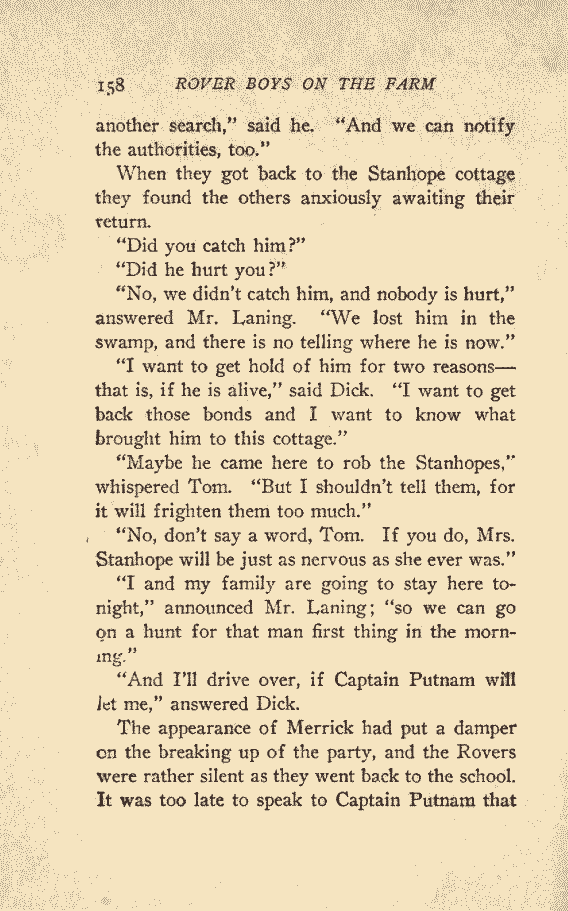 158 ROVER BOYS ON THE FARM
another search,” said he. “And we can notify
the authorities, too.”
When they got back to the Stanhope cottage
they found the others anxiously awaiting their
return.
“Did you catch him?”
“Did he hurt you?”
“No, we didn’t catch him, and nobody is hurt,”
answered Mr. Laning. “We lost him in the
swamp, and there is no telling where he is now.”
“I want to get hold of him for two reasons—
that is, if he is alive,” said Dick. “I want to get
back those bonds and I want to know what
brought him to this cottage.”
“Maybe he came here to rob the Stanhopes,”
whispered Tom. “But I shouldn’t tell them, for
it will frighten them too much.”
“No, don’t say a word, Tom. If you do, Mrs.
Stanhope will be just as nervous as she ever was.”
“I and my family are going to stay here to-
night,” announced Mr. Laning; “so we can go
on a hunt for that man first thing in the morn-
ing.”
“And I’ll drive over, if Captain Putnam will
let me,” answered Dick.
The appearance of Merrick had put a damper
on the breaking up of the party, and the Rovers
were rather silent as they went back to the school.
It was too late to speak to Captain Putnam that